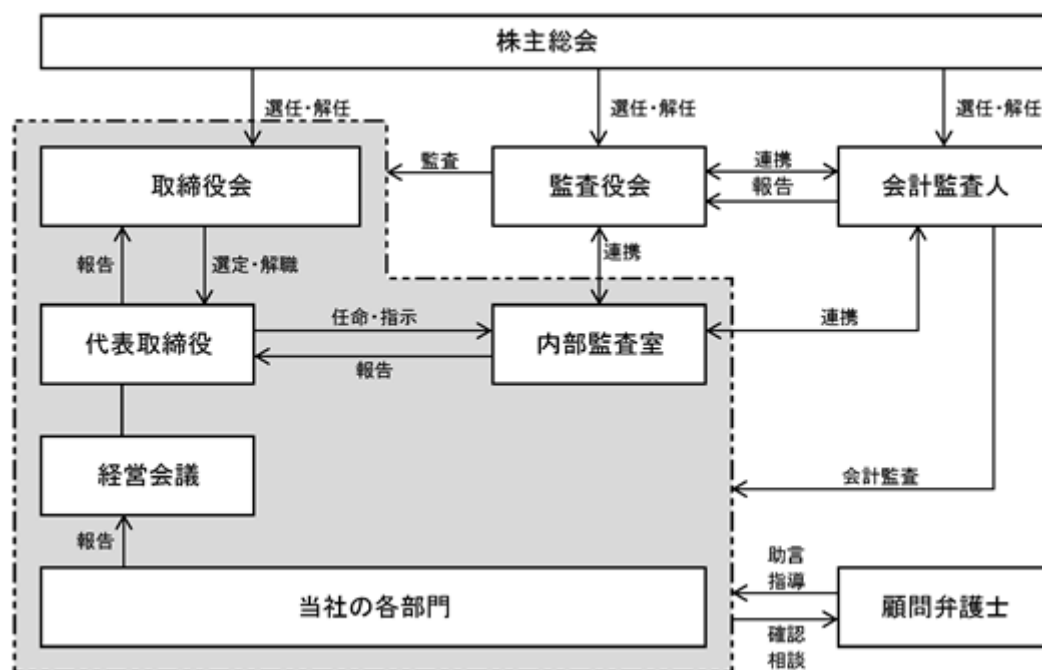 株主総会
選任・解任
選任・解任
選任・解任
取締役会
監査
監査役会
連携
報告
会計監査人
報告
選定・解職
連携
代表取締役
任命・指示
報告
内部監査室
連携
経営会議
会計監査
報告
当社の各部門
助言
指導
確認
相談
顧問弁護士